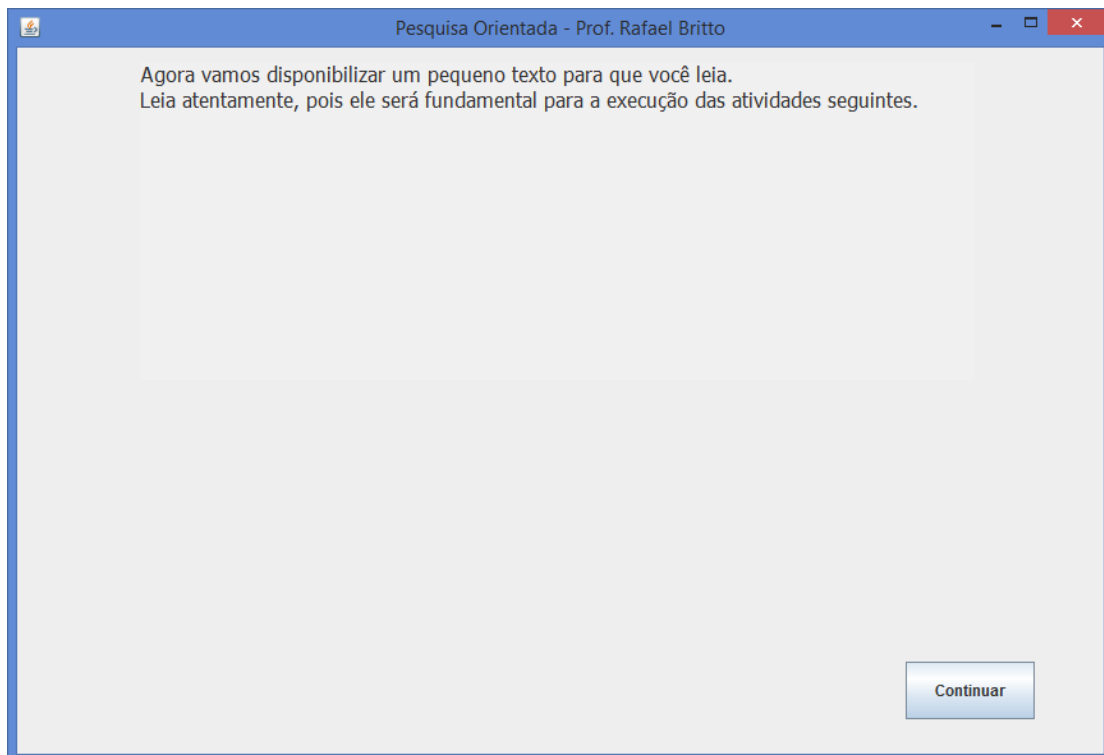 Pesquisa Orientada - Prof. Rafael Britto
Agora vamos disponibilizar um pequeno texto para que você leia.
Leia atentamente, pois ele será fundamental para a execução das atividades seguintes.
Continuar